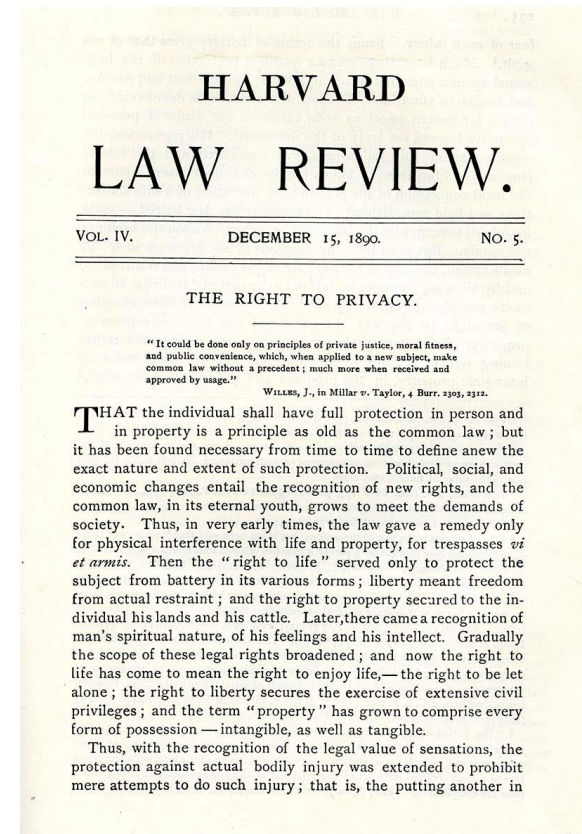 HARVARD
LAW REVIEW.
VOL. IV. DECEMBER 15, 1890. NO. 5.
THE RIGHT TO PRIVACY.
"It could be done only on principles of private justice, moral fitness,
and public convenience, which, when applied to a new subject, make
common law without a precedent; much more when received and
approved by usage."
WILLES, J., in Millar v. Taylor, 4 Burr. 2303, 2312.
THAT the individual shall have full protection in person and
in property is a principle as old as the common law; but
it has been found necessary from time to time to define anew the
exact nature and extent of such protection. Political, social, and
economic changes entail the recognition of new rights, and the
common law, in its eternal youth, grows to meet the demands of
society. Thus, in very early times, the law gave a remedy only
for physical interference with life and property, for trespasses vi
et armis. Then the "right to life" served only to protect the
subject from battery in its various forms; liberty meant freedom
from actual restraint; and the right to property secured to the in-
dividual his lands and his cattle. Later,there came a recognition of
man's spiritual nature, of his feelings and his intellect. Gradually
the scope of these legal rights broadened; and now the right to
life has come to mean the right to enjoy life,—the right to be let
alone; the right to liberty secures the exercise of extensive civil
privileges; and the term "property" has grown to comprise every
form of possession — intangible, as well as tangible.
Thus, with the recognition of the legal value of sensations, the
protection against actual bodily injury was extended to prohibit
mere attempts to do such injury; that is, the putting another in